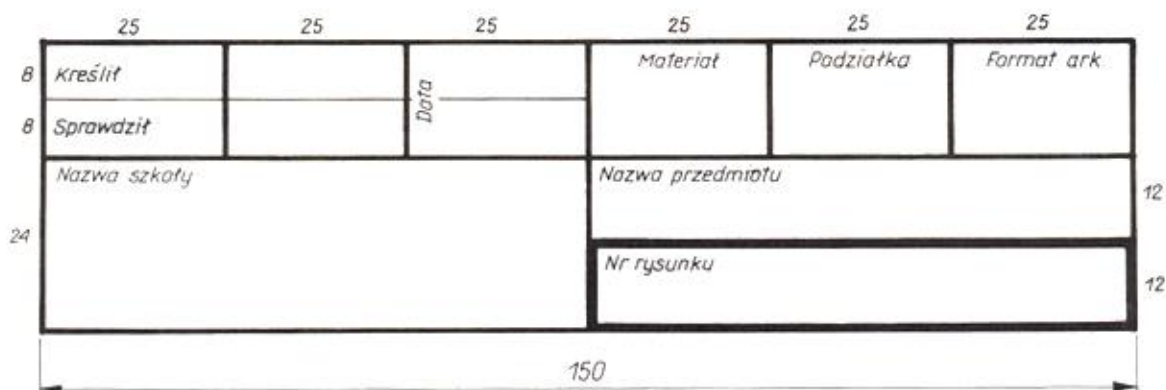 25 25 25 25 25 25
8 Kreślił Data Materiał Podziałka Format ark
8 Sprawdził
Nazwa szkoły Nazwa przedmiotu 12
24
Nr rysunku 12
150